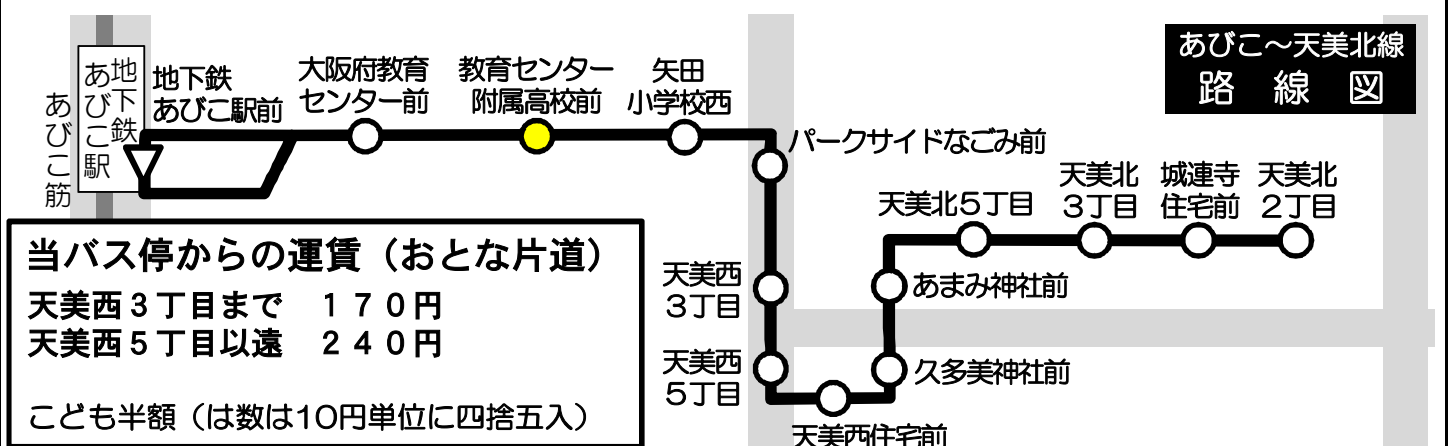 あびこ～天美北線
路線図
あびこ筋
地下鉄
あびこ駅
地下鉄
あびこ駅前
大阪府教育
センター前
教育センター
附属高校前
矢田
小学校西
パークサイドなごみ前
天美西
3丁目
天美西
5丁目
天美西住宅前
久多美神社前
あまみ神社前
天美北5丁目
天美北
3丁目
城連寺
住宅前
天美北
2丁目
当バス停からの運賃（おとな片道）
天美西３丁目まで　１７０円
天美西５丁目以遠　２４０円
こども半額（は数は10円単位に四捨五入）